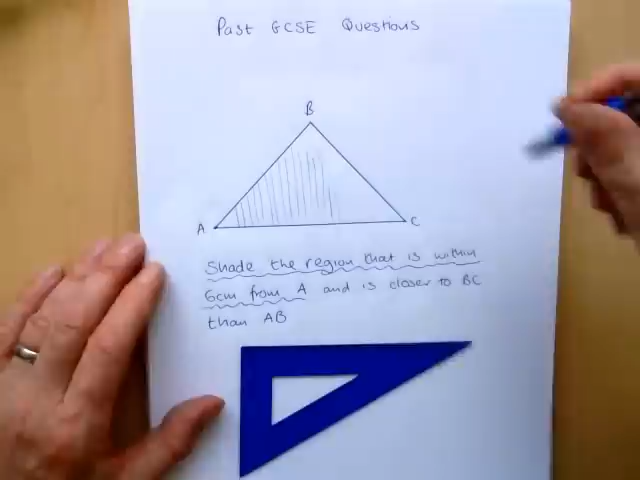 Past GCSE Questions
B
A
C
Shade the region that is within
6cm from A and is closer to BC
than AB